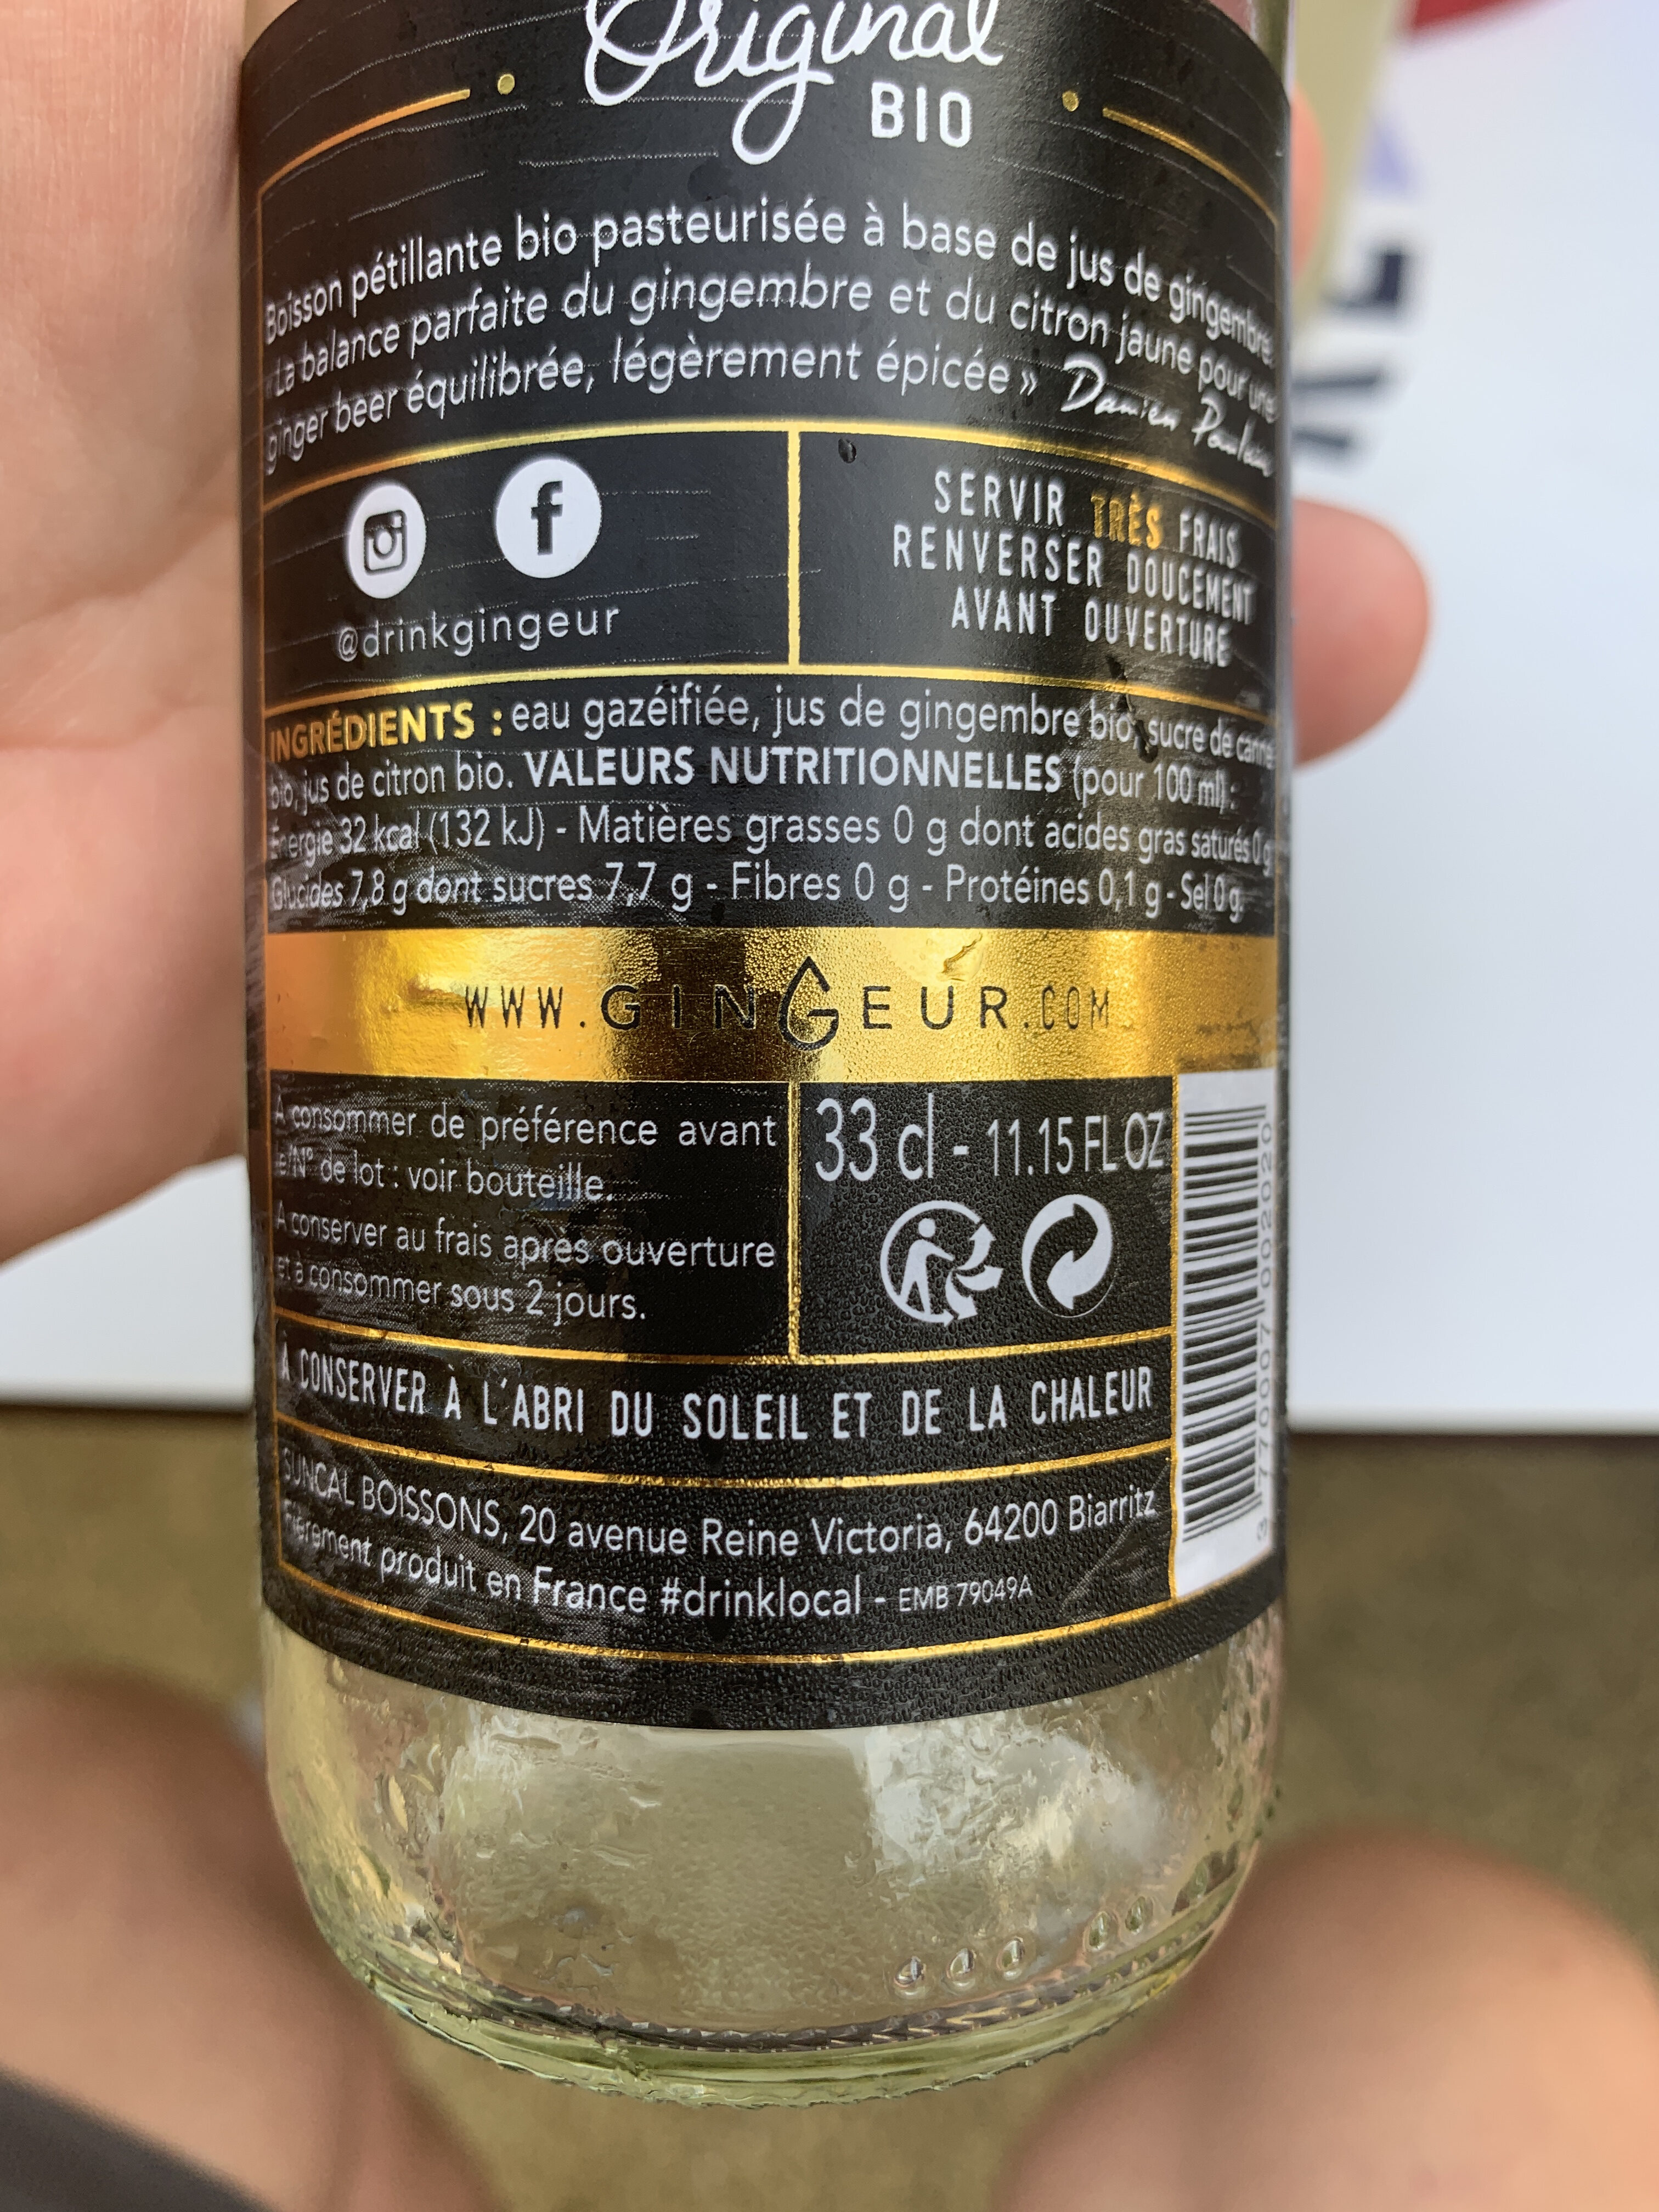 Original
BIO
Boisson pétillante bio pasteurisée à base de jus de gingembre.
« La balance parfaite du gingembre et du citron jaune pour une
ginger beer équilibrée, légèrement épicée » Damien
SERVIR TRÈS FRAIS
RENVERSER DOUCEMENT
AVANT OUVERTURE
@drinkgingeur
INGRÉDIENTS : eau gazéifiée, jus de gingembre bio, sucre de canne
bio, jus de citron bio. VALEURS NUTRITIONNELLES (pour 100 ml) :
Énergie 32 kcal (132 kJ) - Matières grasses 0 g dont acides gras saturés 0 g
Glucides 7,8 g dont sucres 7,7 g - Fibres 0 g - Protéines 0,1 g - Sel 0 g.
WWW.GINGEUR.COM
À consommer de préférence avant
le/N° de lot : voir bouteille.
À conserver au frais après ouverture
et à consommer sous 2 jours.
33 cl - 11.15 FL OZ
À CONSERVER À L'ABRI DU SOLEIL ET DE LA CHALEUR
SUNCAL BOISSONS, 20 avenue Reine Victoria, 64200 Biarritz
Fièrement produit en France #drinklocal - EMB 79049A
3 770007 002020